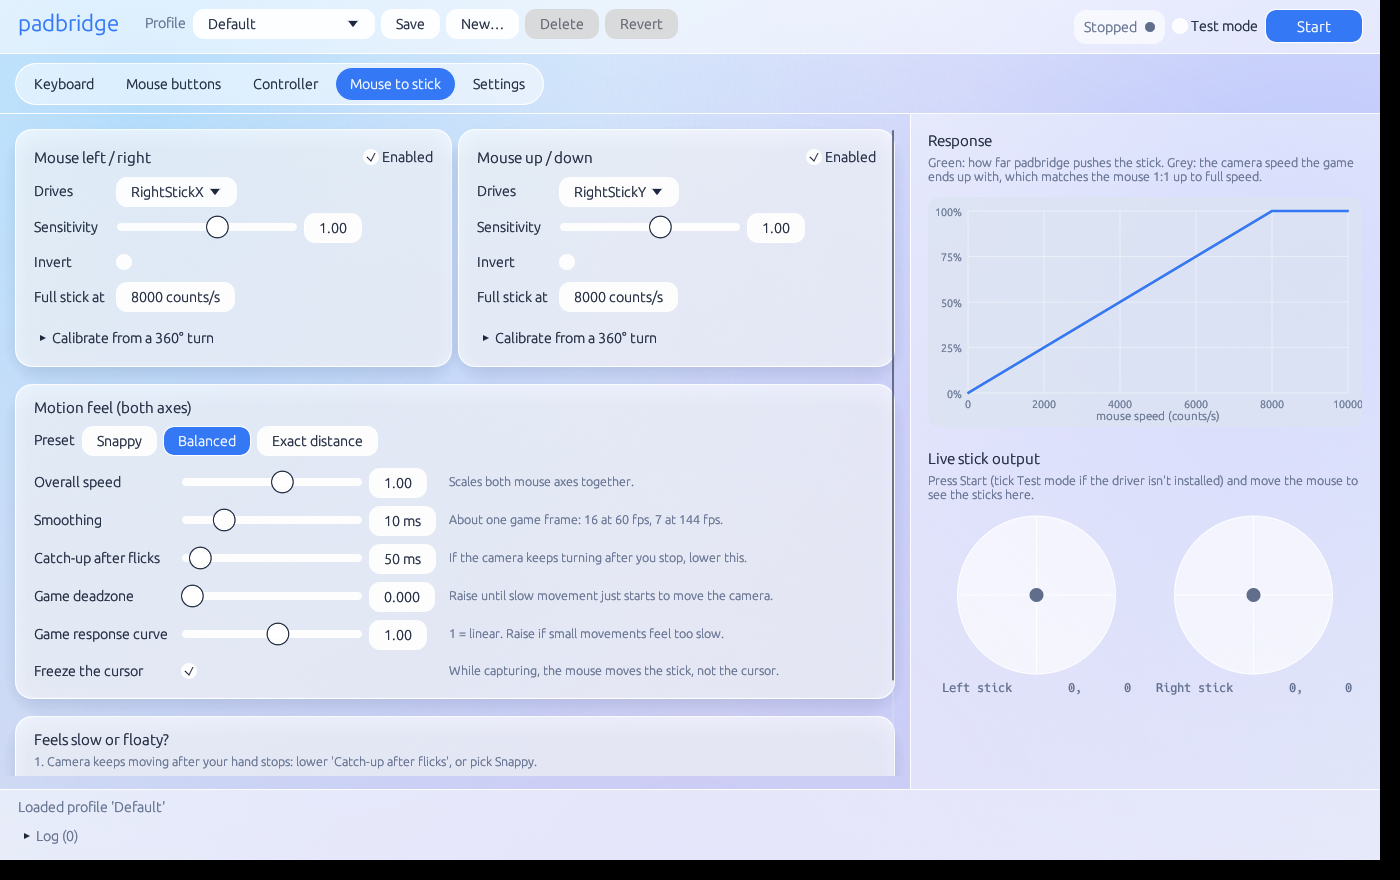 padbridge
Profile
Default
Save
New...
Delete
Revert
Stopped
Test mode
Start
Keyboard
Mouse buttons
Controller
Mouse to stick
Settings
Mouse left / right
Enabled
Drives
RightStickX
Sensitivity
1.00
Invert
Full stick at
8000 counts/s
Calibrate from a 360° turn
Mouse up / down
Enabled
Drives
RightStickY
Sensitivity
1.00
Invert
Full stick at
8000 counts/s
Calibrate from a 360° turn
Motion feel (both axes)
Preset
Snappy
Balanced
Exact distance
Overall speed
1.00
Scales both mouse axes together.
Smoothing
10 ms
About one game frame: 16 at 60 fps, 7 at 144 fps.
Catch-up after flicks
50 ms
If the camera keeps turning after you stop, lower this.
Game deadzone
0.000
Raise until slow movement just starts to move the camera.
Game response curve
1.00
1 = linear. Raise if small movements feel too slow.
Freeze the cursor
While capturing, the mouse moves the stick, not the cursor.
Feels slow or floaty?
1. Camera keeps moving after your hand stops: lower 'Catch-up after flicks', or pick Snappy.
Response
Green: how far padbridge pushes the stick. Grey: the camera speed the game
ends up with, which matches the mouse 1:1 up to full speed.
100%
75%
50%
25%
0%
0
2000
4000
6000
8000
10000
mouse speed (counts/s)
Live stick output
Press Start (tick Test mode if the driver isn't installed) and move the mouse to
see the sticks here.
Left stick 0, 0
Right stick 0, 0
Loaded profile 'Default'
Log (0)